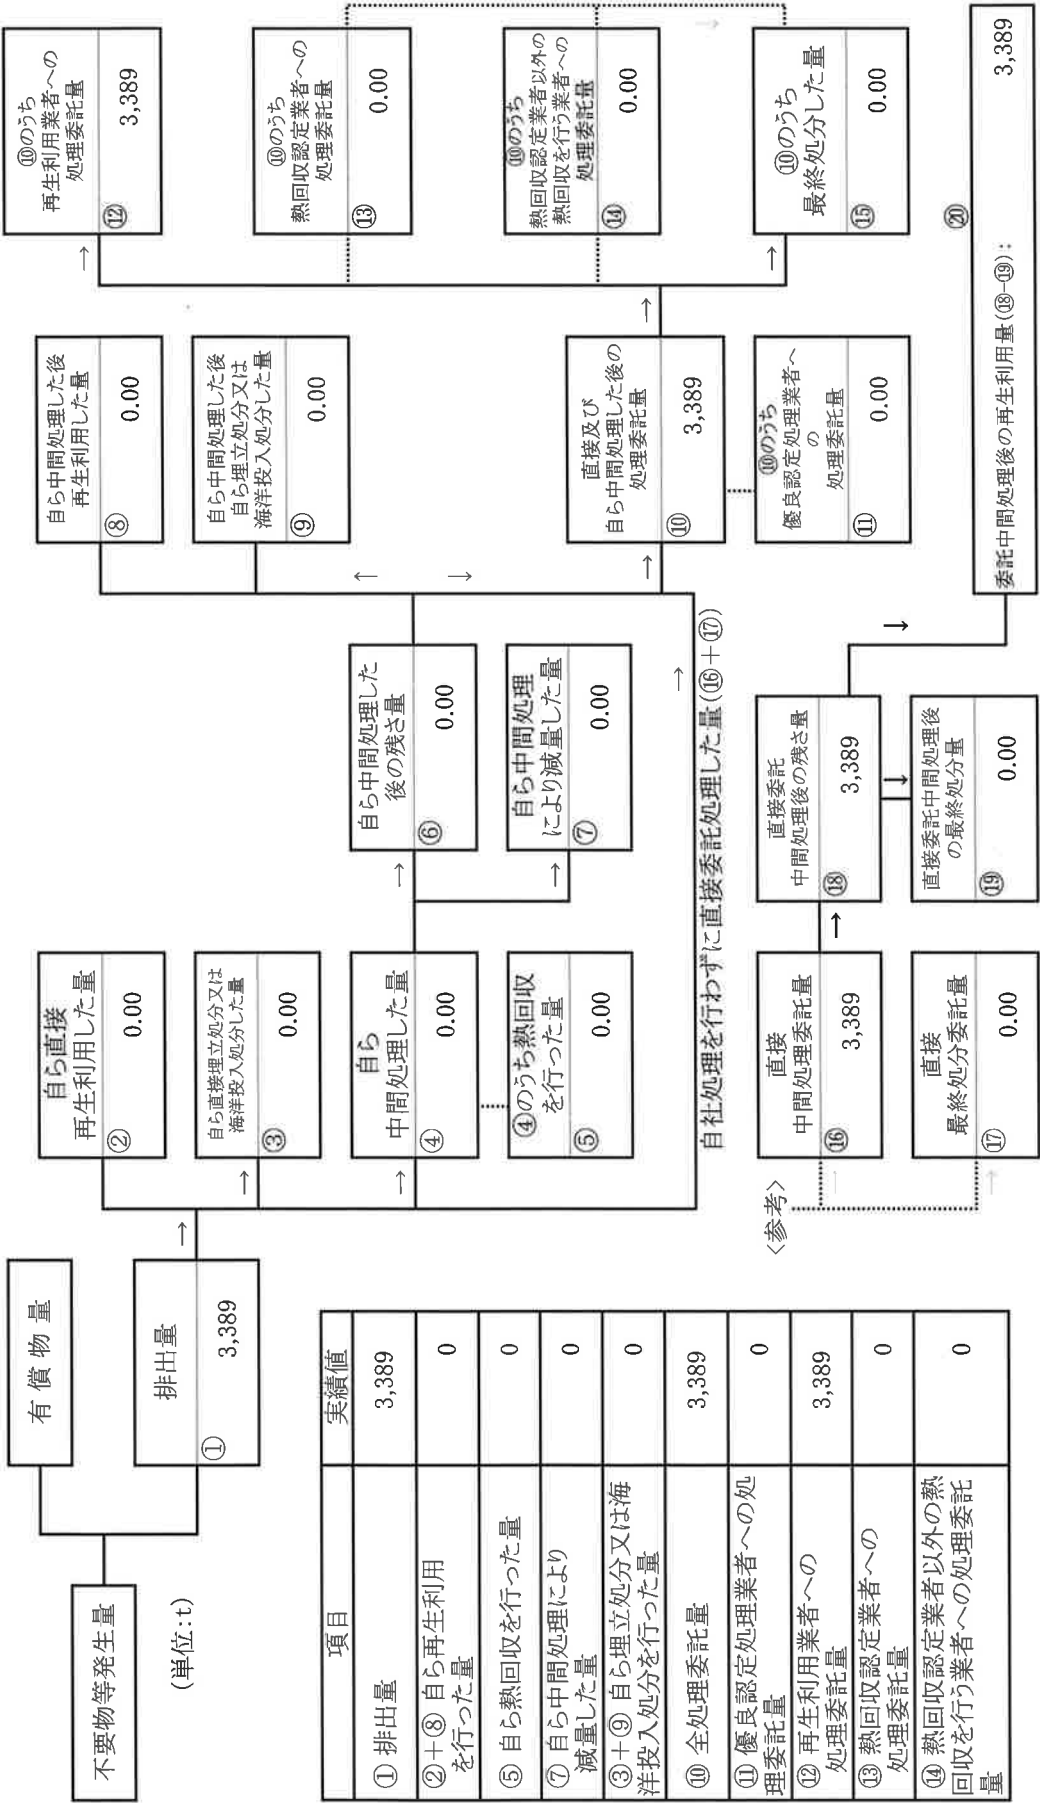 不要物等発生量
(単位:t)
有償物量
排出量
① 3,389
自ら直接
再生利用した量
② 0.00
自ら直接埋立処分又は
海洋投入処分した量
③ 0.00
自ら
中間処理した量
④ 0.00
④のうち熱回収
を行った量
⑤ 0.00
自ら中間処理した
後の残さ量
⑥ 0.00
自ら中間処理
により減量した量
⑦ 0.00
自ら中間処理した後
再生利用した量
⑧ 0.00
自ら中間処理した後
自ら埋立処分又は
海洋投入処分した量
⑨ 0.00
直接及び
自ら中間処理した後の
処理委託量
⑩ 3,389
⑩のうち
優良認定処理業者へ
の
処理委託量
⑪ 0.00
⑩のうち
再生利用業者への
処理委託量
⑫ 3,389
⑩のうち
熱回収認定業者への
処理委託量
⑬ 0.00
⑩のうち
熱回収認定業者以外の
熱回収を行う業者への
処理委託量
⑭ 0.00
⑩のうち
最終処分した量
⑮ 0.00
自社処理を行わずに直接委託処理した量(⑯+⑰)
<参考>
直接
中間処理委託量
⑯ 3,389
直接
最終処分委託量
⑰ 0.00
直接委託
中間処理後の残さ量
⑱ 3,389
直接委託中間処理後
の最終処分量
⑲ 0.00
⑳
委託中間処理後の再生利用量(⑱-⑲): 3,389
項目 実績値
① 排出量 3,389
②+⑧ 自ら再生利用
を行った量 0
⑤ 自ら熱回収を行った量 0
⑦ 自ら中間処理により
減量した量 0
③+⑨ 自ら埋立処分又は海
洋投入処分を行った量 0
⑩ 全処理委託量 3,389
⑪ 優良認定処理業者への処
理委託量 0
⑫ 再生利用業者への
処理委託量 3,389
⑬ 熱回収認定業者への
処理委託量 0
⑭ 熱回収認定業者以外の熱
回収を行う業者への処理委託
量 0